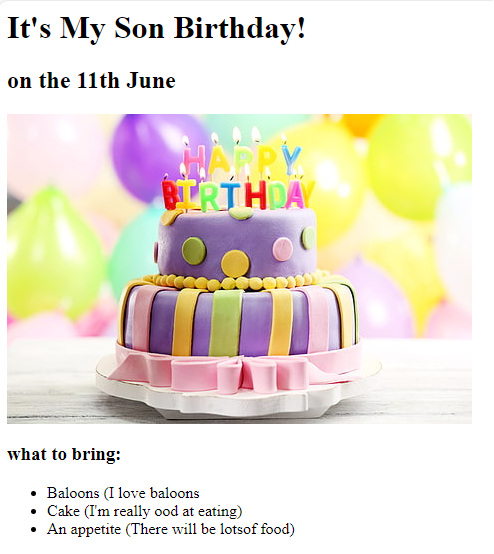 It's My Son Birthday!
on the 11th June
HAPPY
BIRTHDAY
what to bring:
Baloons (I love baloons
Cake (I'm really ood at eating)
An appetite (There will be lotsof food)